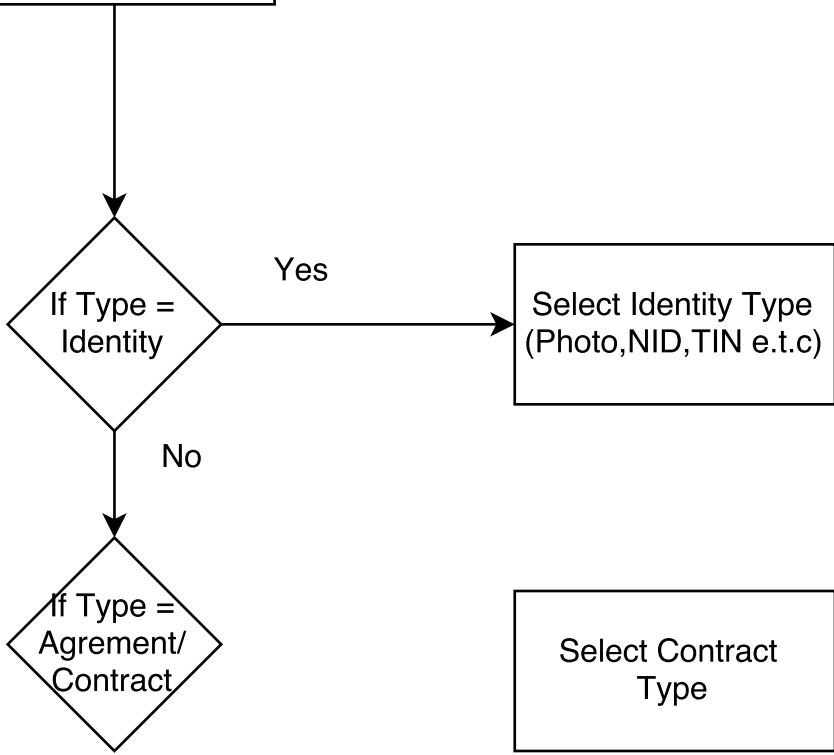 Yes
If Type =
Identity
Select Identity Type
(Photo,NID,TIN e.t.c)
No
If Type =
Agrement/
Contract
Select Contract
Type